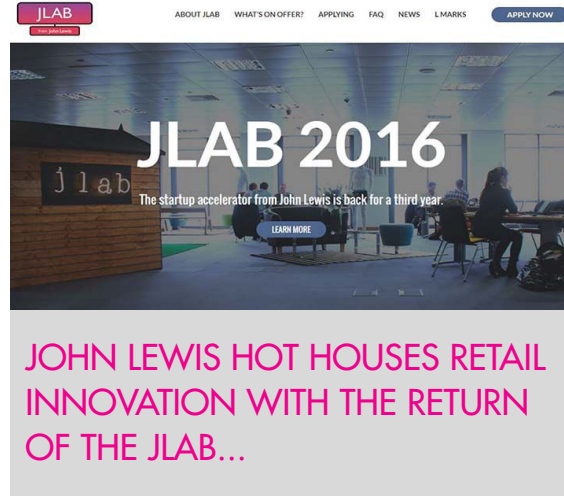 JLAB
from John Lewis
ABOUT JLAB WHAT'S ON OFFER? APPLYING FAQ NEWS L MARKS APPLY NOW
JLAB 2016
jlab
The startup accelerator from John Lewis is back for a third year.
LEARN MORE
JOHN LEWIS HOT HOUSES RETAIL
INNOVATION WITH THE RETURN
OF THE JLAB...